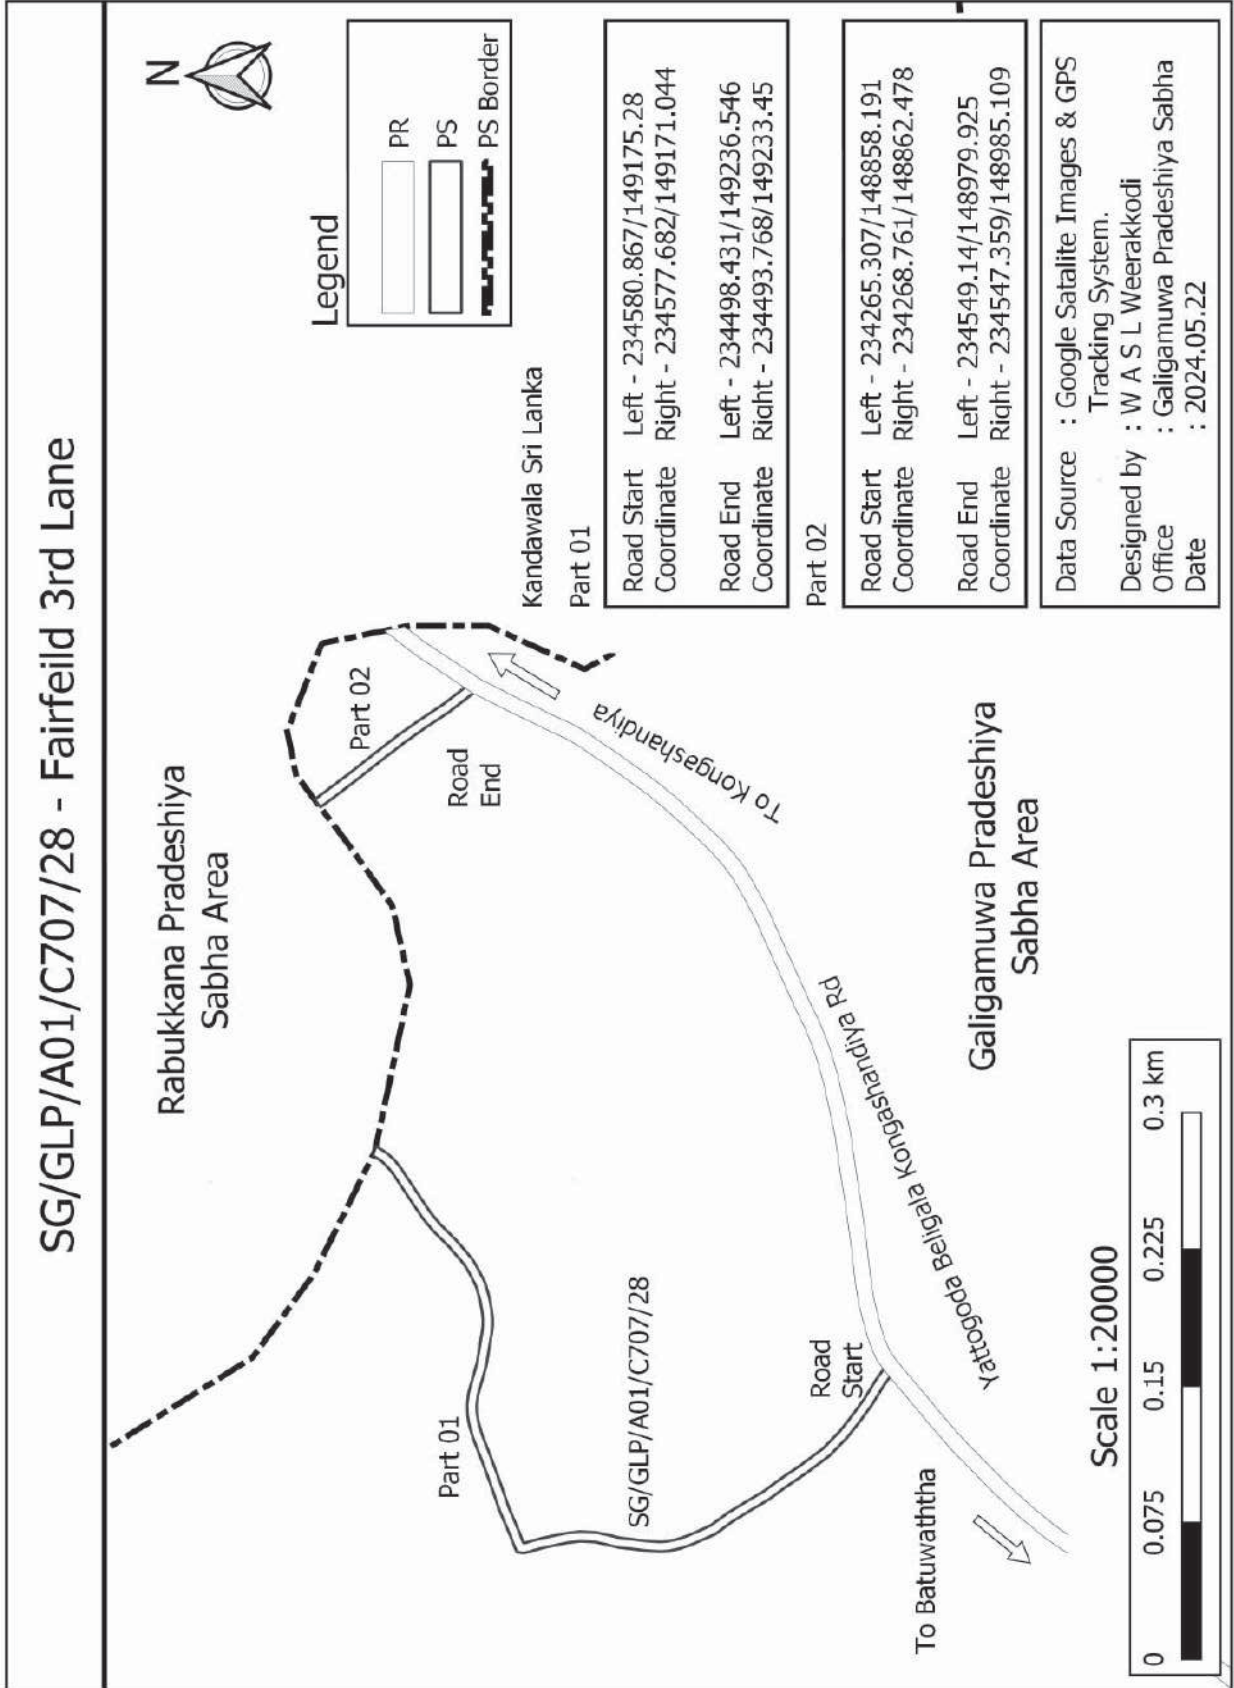 SG/GLP/A01/C707/28 - Fairfeild 3rd Lane
N
Legend
PR
PS
PS Border
Rabukkana Pradeshiya
Sabha Area
Part 02
Road
End
Part 01
SG/GLP/A01/C707/28
Road
Start
To Kongashandiya
Yattogoda Beligala Kongashandiya Rd
To Batuwaththa
Galigamuwa Pradeshiya
Sabha Area
Scale 1:20000
0 0.075 0.15 0.225 0.3 km
Kandawala Sri Lanka
Part 01
Road Start Left - 234580.867/149175.28
Coordinate Right - 234577.682/149171.044
Road End Left - 234498.431/149236.546
Coordinate Right - 234493.768/149233.45
Part 02
Road Start Left - 234265.307/148858.191
Coordinate Right - 234268.761/148862.478
Road End Left - 234549.14/148979.925
Coordinate Right - 234547.359/148985.109
Data Source : Google Satalite Images & GPS
Tracking System.
Designed by : W A S L Weerakkodi
Office : Galigamuwa Pradeshiya Sabha
Date : 2024.05.22